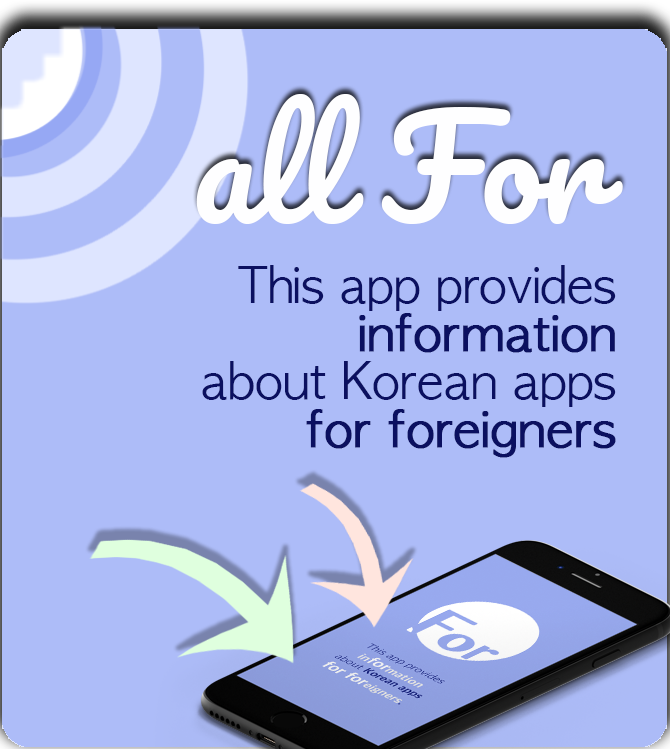 all For
This app provides
information
about Korean apps
for foreigners
For
This app provides
information
about Korean apps
for foreigners